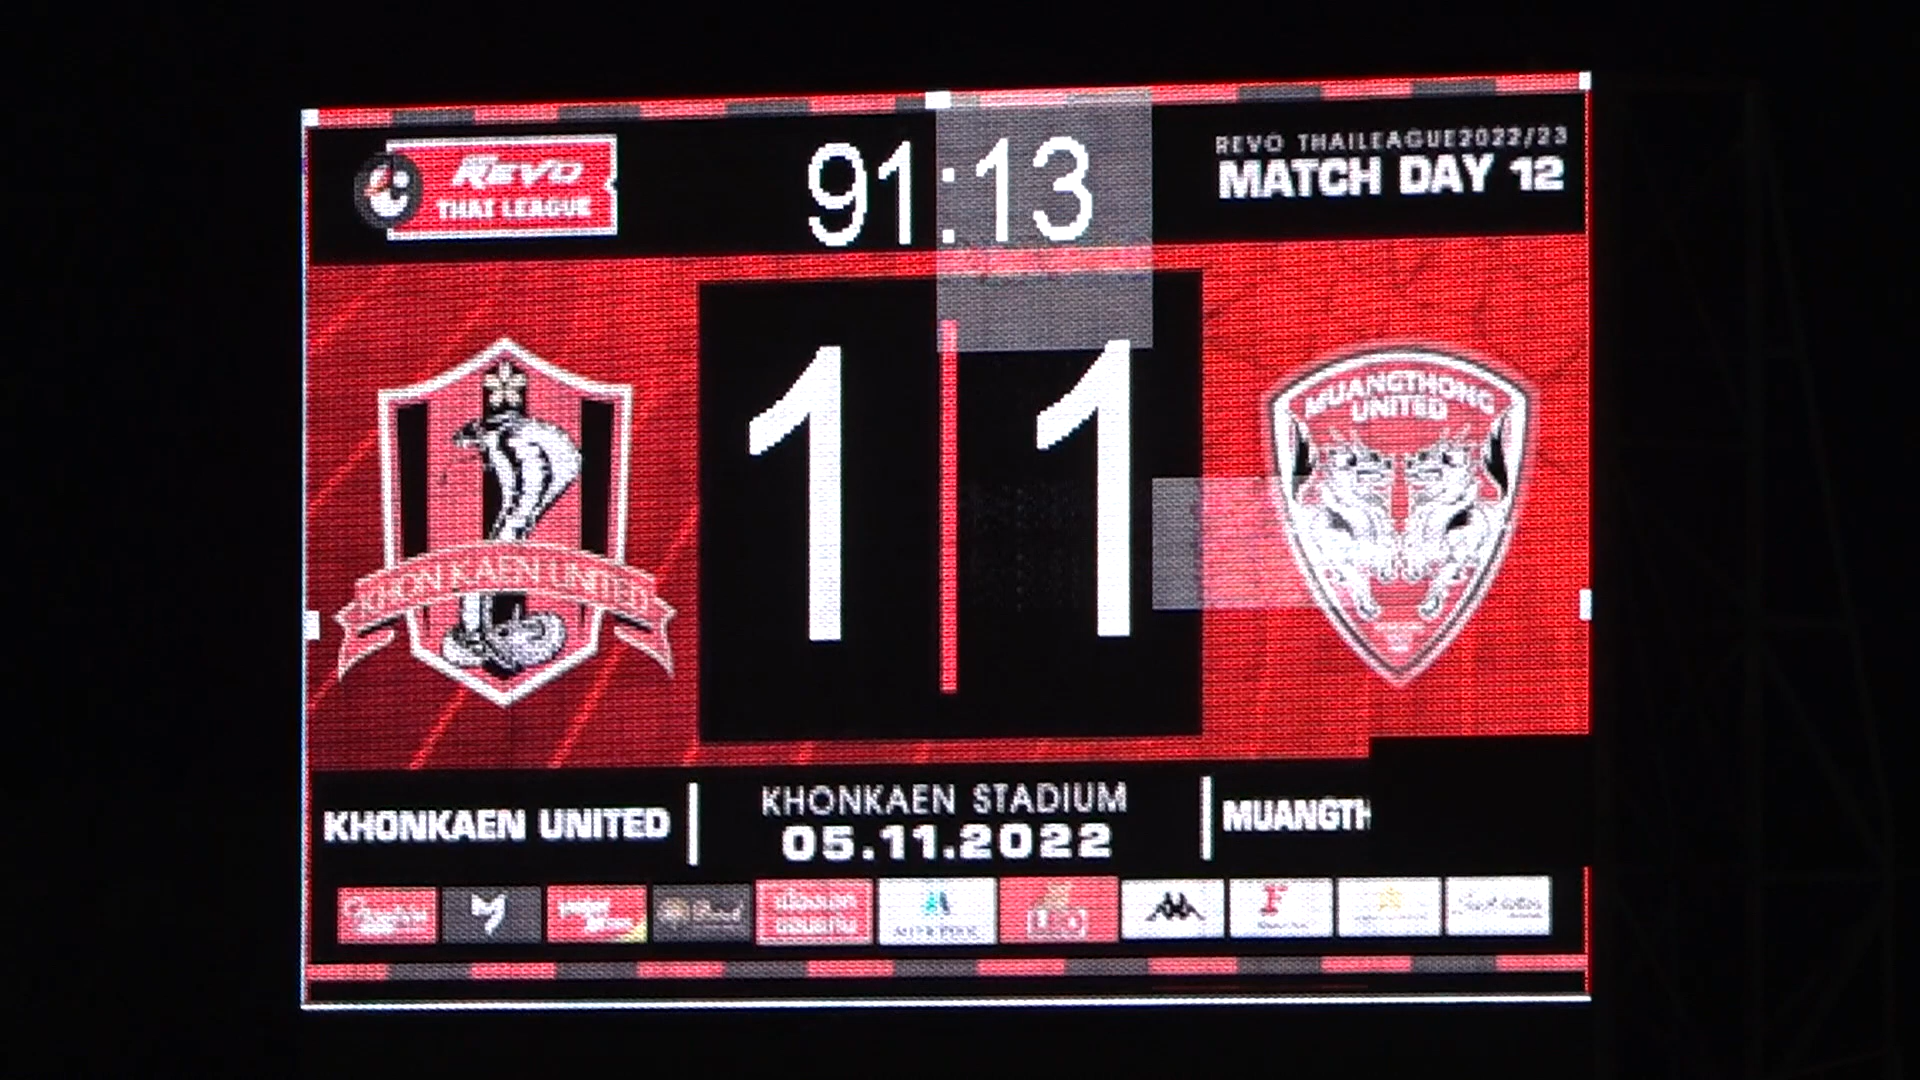 REVO
THAI LEAGUE
91:13
REVO THAILEAGUE2022/23
MATCH DAY 12
1
1
KHON KAEN UNITED
MUANGTHONG
UNITED
KHONKAEN UNITED
KHONKAEN STADIUM
05.11.2022
MUANGTH
LEO